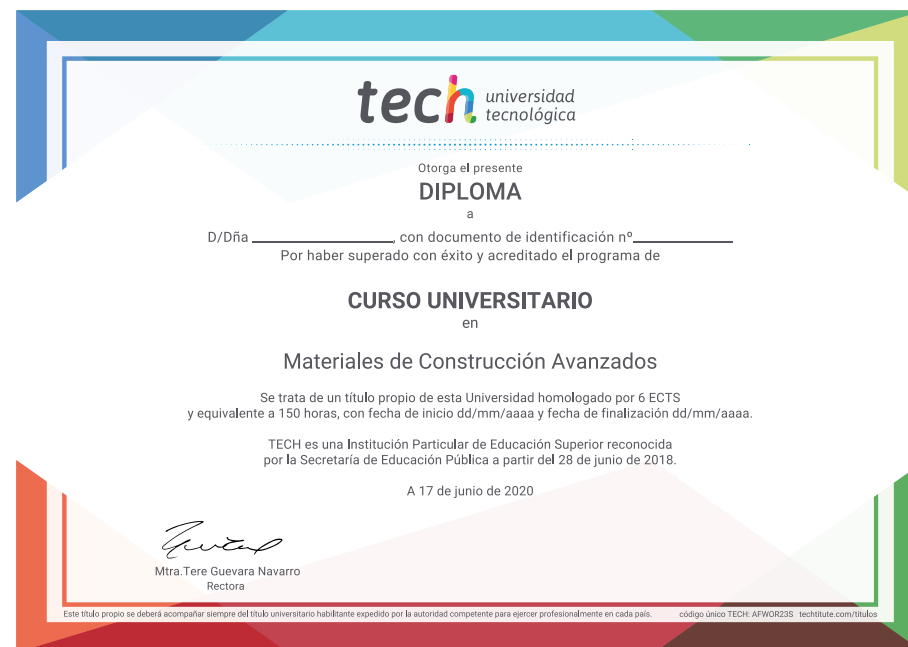 tech universidad
tecnológica
Otorga el presente
DIPLOMA
a
D/Dña ____________________, con documento de identificación nº______________
Por haber superado con éxito y acreditado el programa de
CURSO UNIVERSITARIO
en
Materiales de Construcción Avanzados
Se trata de un título propio de esta Universidad homologado por 6 ECTS
y equivalente a 150 horas, con fecha de inicio dd/mm/aaaa y fecha de finalización dd/mm/aaaa.
TECH es una Institución Particular de Educación Superior reconocida
por la Secretaría de Educación Pública a partir del 28 de junio de 2018.
A 17 de junio de 2020
Mtra.Tere Guevara Navarro
Rectora
Este título propio se deberá acompañar siempre del título universitario habilitante expedido por la autoridad competente para ejercer profesionalmente en cada país. código único TECH: AFWOR23S techtitute.com/títulos